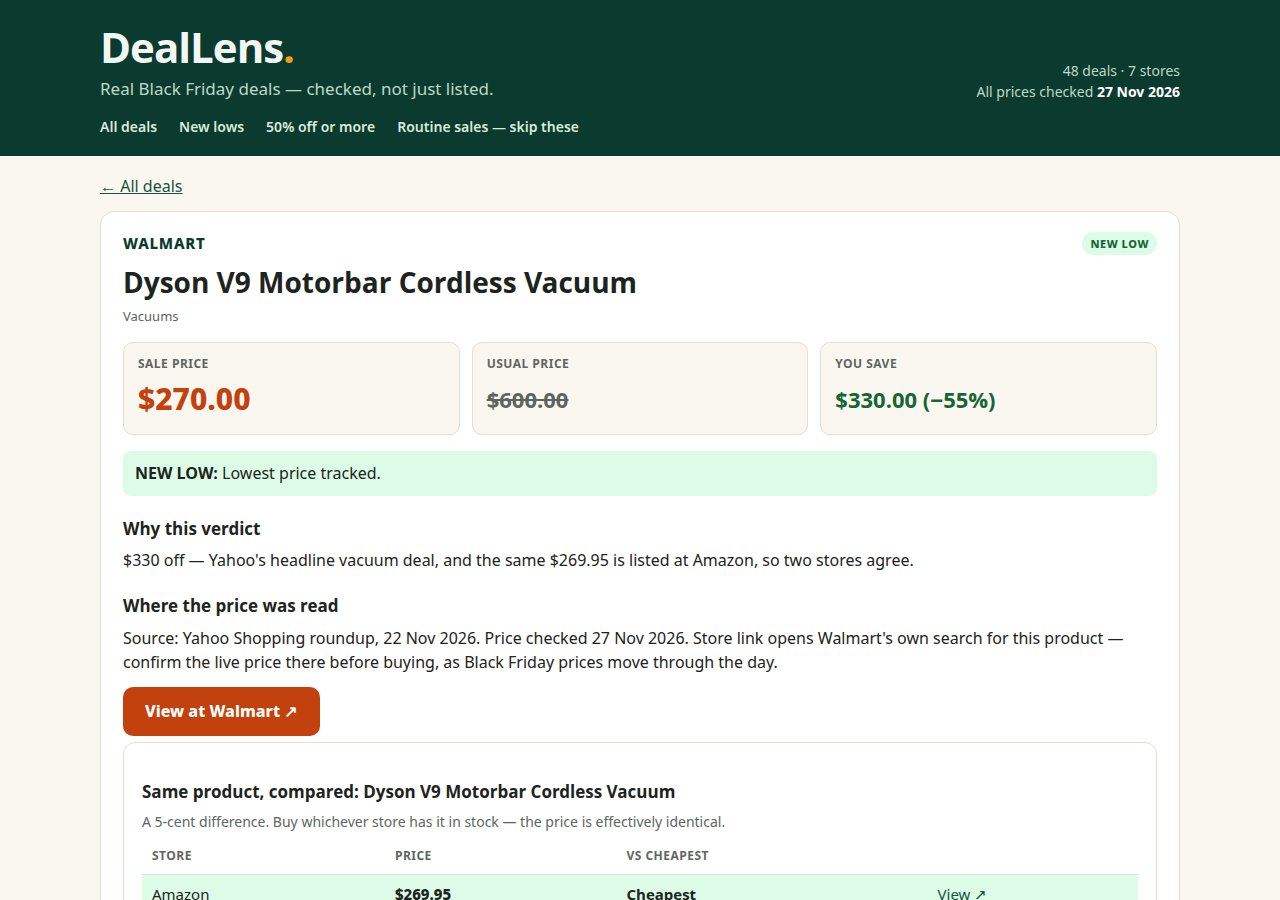 DealLens.
Real Black Friday deals — checked, not just listed.
48 deals · 7 stores
All prices checked 27 Nov 2026
All deals New lows 50% off or more Routine sales — skip these
← All deals
WALMART NEW LOW
Dyson V9 Motorbar Cordless Vacuum
Vacuums
SALE PRICE USUAL PRICE YOU SAVE
$270.00 $600.00 $330.00 (−55%)
NEW LOW: Lowest price tracked.
Why this verdict
$330 off — Yahoo's headline vacuum deal, and the same $269.95 is listed at Amazon, so two stores agree.
Where the price was read
Source: Yahoo Shopping roundup, 22 Nov 2026. Price checked 27 Nov 2026. Store link opens Walmart's own search for this product —
confirm the live price there before buying, as Black Friday prices move through the day.
View at Walmart ↗
Same product, compared: Dyson V9 Motorbar Cordless Vacuum
A 5-cent difference. Buy whichever store has it in stock — the price is effectively identical.
STORE PRICE VS CHEAPEST
Amazon $269.95 Cheapest View ↗